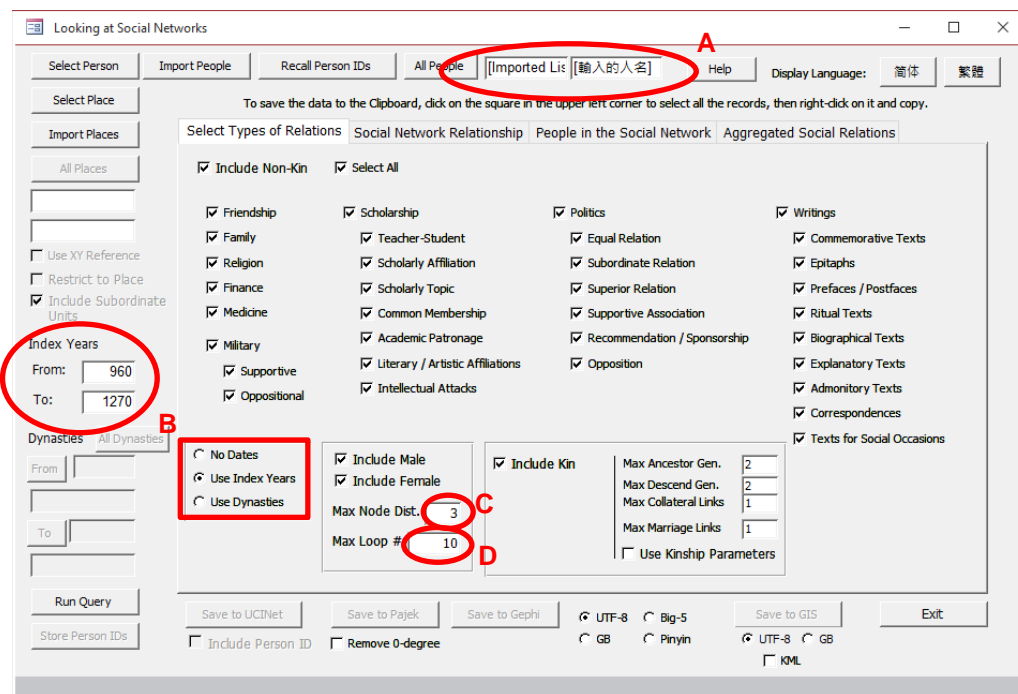 Looking at Social Networks
A
Select Person Import People Recall Person IDs All People [Imported Lis [輸入的人名] Help Display Language: 简体 繁體
Select Place
To save the data to the Clipboard, click on the square in the upper left corner to select all the records, then right-click on it and copy.
Import Places
Select Types of Relations Social Network Relationship People in the Social Network Aggregated Social Relations
All Places
Include Non-Kin Select All
Friendship Scholarship Politics Writings
Family Teacher-Student Equal Relation Commemorative Texts
Use XY Reference
Religion Scholarly Affiliation Subordinate Relation Epitaphs
Restrict to Place
Finance Scholarly Topic Superior Relation Prefaces / Postfaces
Include Subordinate
Units
Medicine Common Membership Supportive Association Ritual Texts
Index Years
Military Academic Patronage Recommendation / Sponsorship Biographical Texts
From: 960
Supportive Literary / Artistic Affiliations Opposition Explanatory Texts
To: 1270
Oppositional Intellectual Attacks Admonitory Texts
Correspondences
B
Dynasties All Dynasties
Texts for Social Occasions
From
No Dates
Use Index Years
Use Dynasties
Include Male
Include Female
Max Node Dist. 3 C
Max Loop # 10 D
Include Kin
Max Ancestor Gen. 2
Max Descend Gen. 2
Max Collateral Links 1
Max Marriage Links 1
Use Kinship Parameters
To
Run Query
Store Person IDs
Save to UCINet Save to Pajek Save to Gephi UTF-8 Big-5 Save to GIS Exit
Include Person ID Remove 0-degree GB Pinyin UTF-8 GB
KML